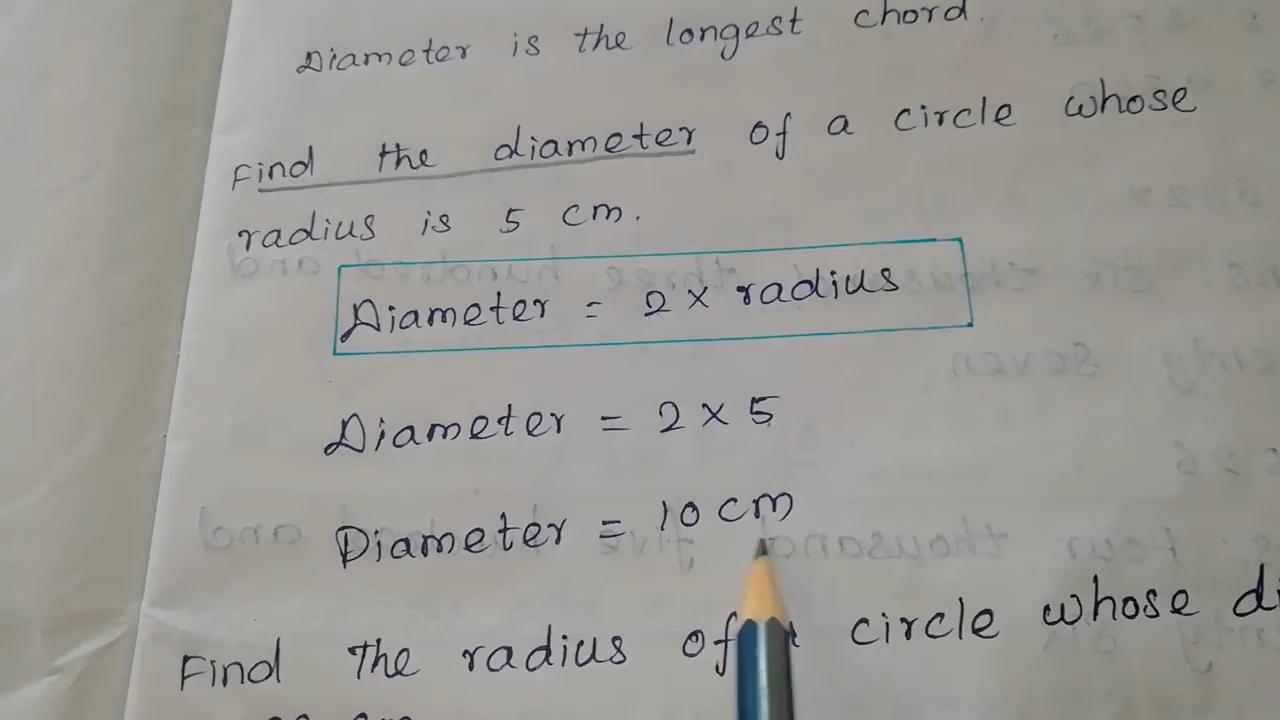 Diameter is the longest chord.
Find the diameter of a circle whose
radius is 5 cm.
Diameter = 2 × radius
Diameter = 2 × 5
Diameter = 10 cm
Find the radius of circle whose
cm